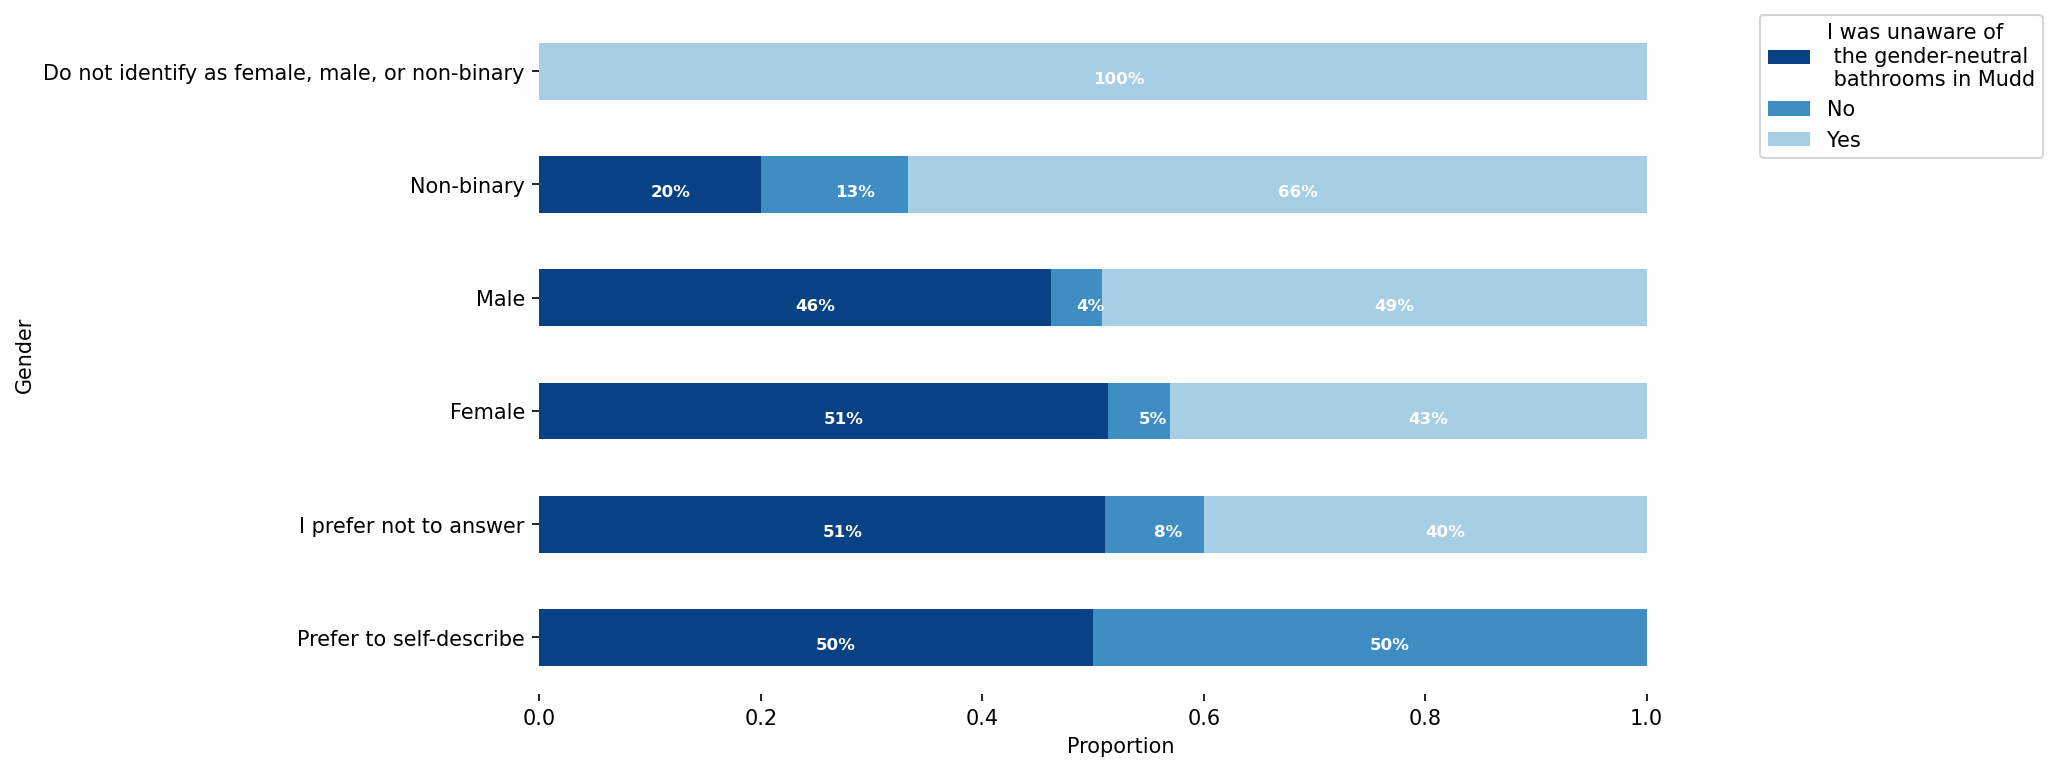 I was unaware of
the gender-neutral
bathrooms in Mudd
No
Yes
Do not identify as female, male, or non-binary
100%
Non-binary
20% 13% 66%
Male
46% 4% 49%
Female
51% 5% 43%
I prefer not to answer
51% 8% 40%
Prefer to self-describe
50% 50%
Gender
0.0 0.2 0.4 0.6 0.8 1.0
Proportion